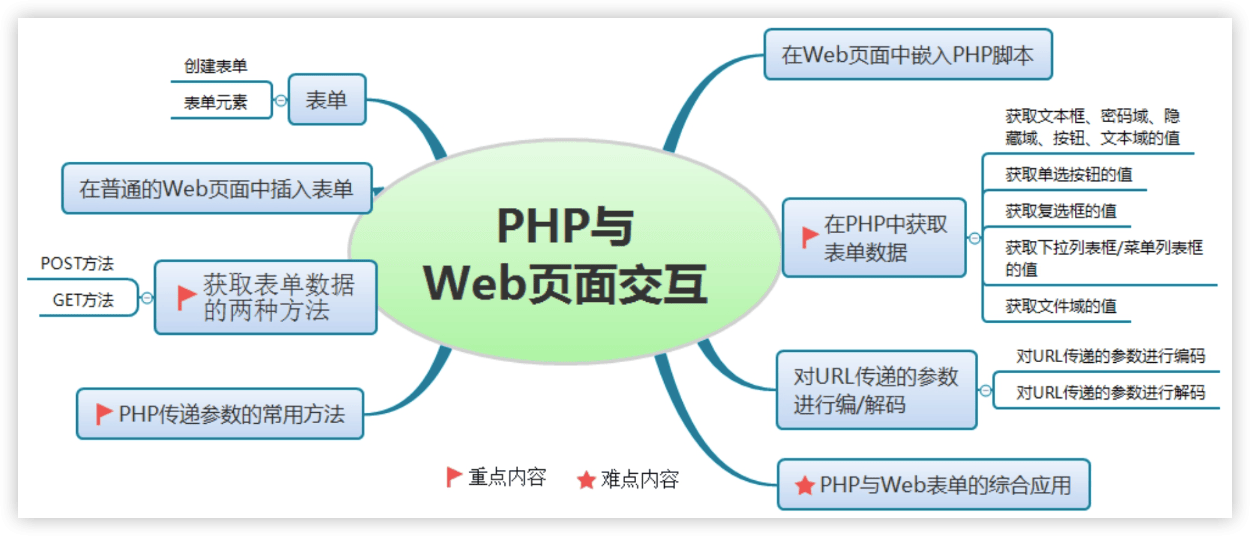 PHP与
Web页面交互
表单
创建表单
表单元素
在普通的Web页面中插入表单
获取表单数据
的两种方法
POST方法
GET方法
PHP传递参数的常用方法
在Web页面中嵌入PHP脚本
在PHP中获取
表单数据
获取文本框、密码域、隐
藏域、按钮、文本域的值
获取单选按钮的值
获取复选框的值
获取下拉列表框/菜单列表框
的值
获取文件域的值
对URL传递的参数
进行编/解码
对URL传递的参数进行编码
对URL传递的参数进行解码
PHP与Web表单的综合应用
重点内容
难点内容